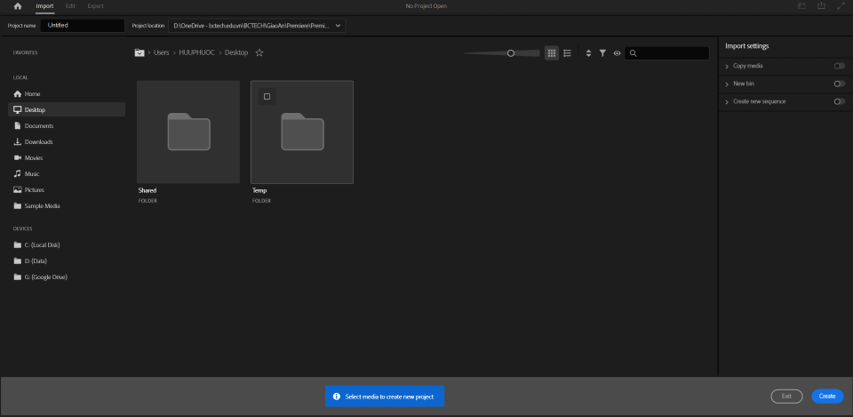 Import Edit Export No Project Open
Project name Untitled Project location D:\OneDrive - bctech.edu.vn\BCTECH\GiaoAn\Premiere\Premi...
FAVORITES
Users › HUUPHUOC › Desktop
Import settings
LOCAL
Home
Desktop
Documents
Downloads
Movies
Music
Pictures
Sample Media
DEVICES
C: (Local Disk)
D: (Data)
G: (Google Drive)
Shared
FOLDER
Temp
FOLDER
Copy media
New bin
Create new sequence
Select media to create new project
Exit Create